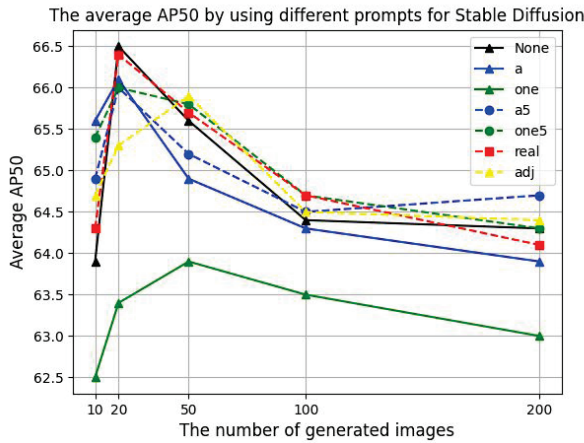 The average AP50 by using different prompts for Stable Diffusion
66.5
66.0
65.5
65.0
64.5
64.0
63.5
63.0
62.5
Average AP50
None
a
one
a5
one5
real
adj
10 20 50 100 200
The number of generated images